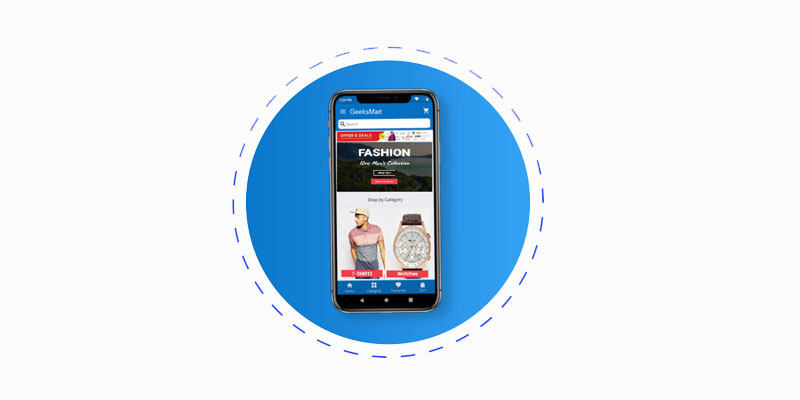 GeeksMart
Search
OFFER & DEALS
FASHION
New Men's Collection
Shop by Category
T-SHIRTS
Watches
Home
Category
Favourite
Cart